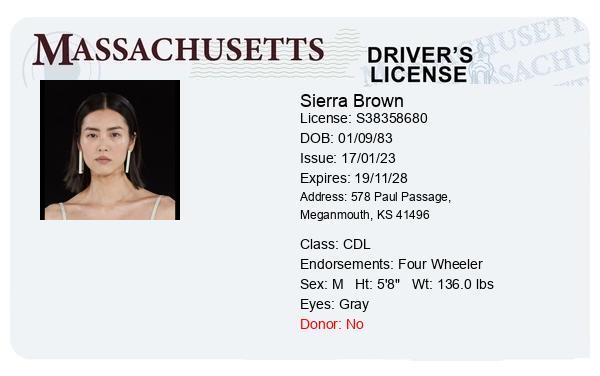 MASSACHUSETTS
DRIVER'S
LICENSE
Sierra Brown
License: S38358680
DOB: 01/09/83
Issue: 17/01/23
Expires: 19/11/28
Address: 578 Paul Passage,
Meganmouth, KS 41496
Class: CDL
Endorsements: Four Wheeler
Sex: M Ht: 5'8" Wt: 136.0 lbs
Eyes: Gray
Donor: No